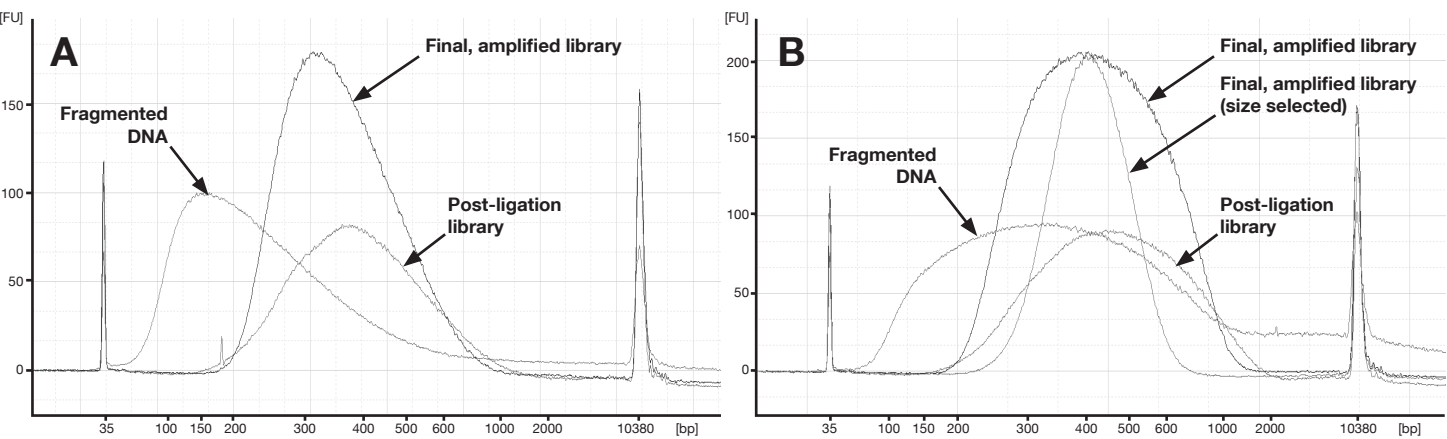 [FU]
A
Final, amplified library
Fragmented
DNA
Post-ligation
library
150
100
50
0
35 100 150 200 300 400 500 600 1000 2000 10380 [bp]
[FU]
B
Final, amplified library
Final, amplified library
(size selected)
Fragmented
DNA
Post-ligation
library
200
150
100
50
0
35 100 150 200 300 400 500 600 1000 2000 10380 [bp]